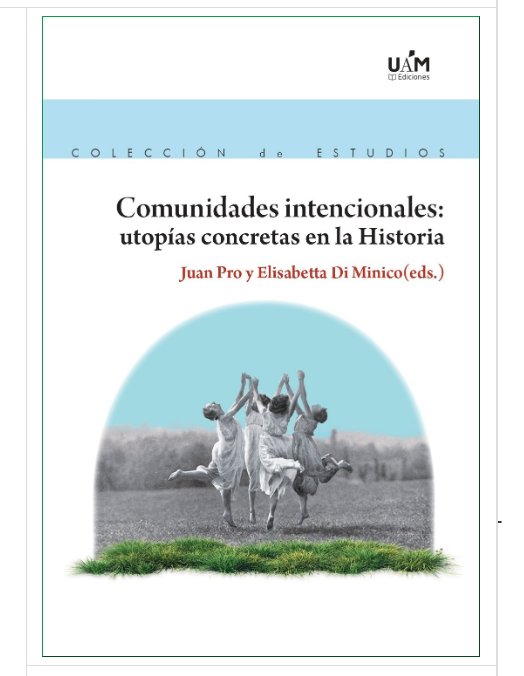 UAM
Ediciones
COLECCIÓN de ESTUDIOS
Comunidades intencionales:
utopías concretas en la Historia
Juan Pro y Elisabetta Di Minico(eds.)